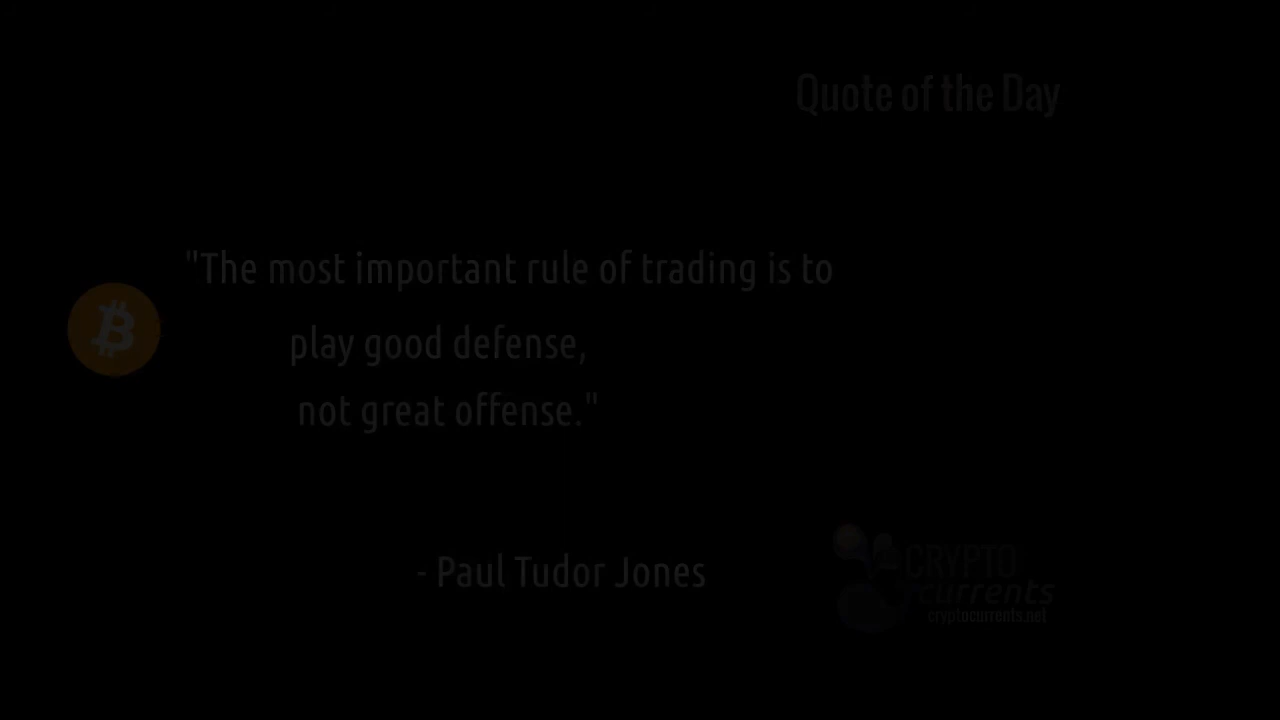 Quote of the Day
"The most important rule of trading is to
play good defense,
not great offense."
- Paul Tudor Jones
CRYPTO
currents
cryptocurrents.net